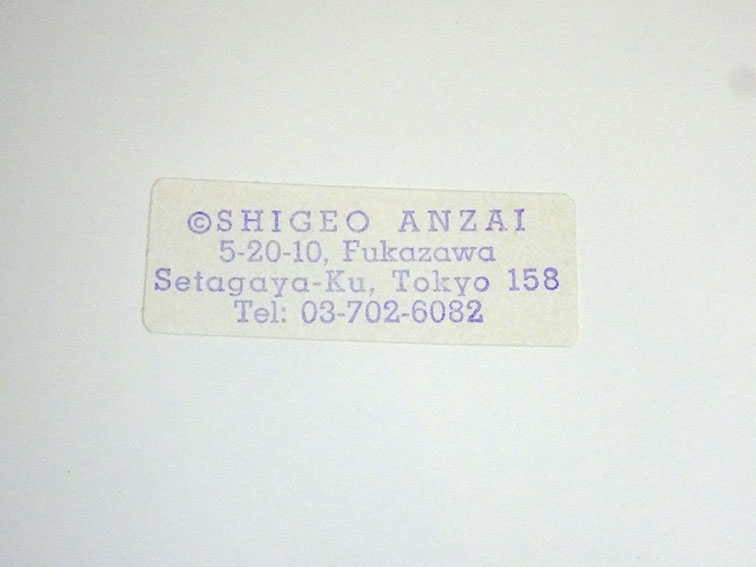 ©SHIGEO ANZAI
5-20-10, Fukazawa
Setagaya-Ku, Tokyo 158
Tel: 03-702-6082